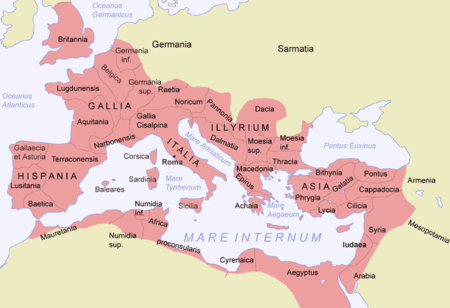 Oceanus
Germanicus
Britannia
Germania
Sarmatia
Germania
inf.
Belgica
Oceanus
Atlanticus
Lugdunensis
Germania
sup.
Raetia
GALLIA
Noricum
Pannonia
Dacia
Aquitania
Gallia
Cisalpina
ILLYRIUM
Narbonensis
Dalmatia
Moesia
sup.
Moesia
inf.
Pontus Euxinus
Gallaecia
et Asturia
Terraconensis
Corsica
ITALIA
Roma
Mare Adriaticum
Thracia
HISPANIA
Lusitania
Sardinia
Mare
Tyrrhenum
Macedonia
Epirus
Bithynia
Pontus
Armenia
ASIA
Galatia
Cappadocia
Baleares
Baetica
Sicilia
Achaia
Mare
Aegaeum
Phrygia
Lycia
Cilicia
Mauretania
Numidia
inf.
Africa
Numidia
sup.
proconsularis
MARE INTERNUM
Syria
Mesopotamia
Iudaea
Cyrenaica
Aegyptus
Arabia